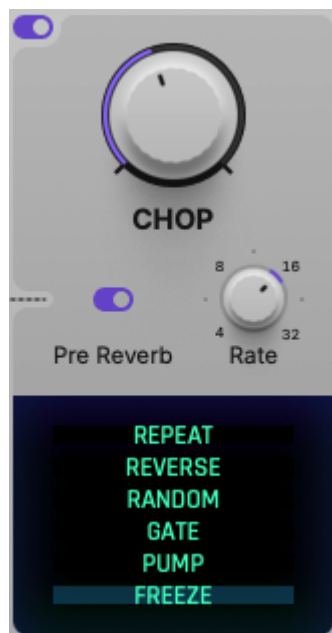 CHOP
8 16
4 32
Pre Reverb Rate
REPEAT
REVERSE
RANDOM
GATE
PUMP
FREEZE